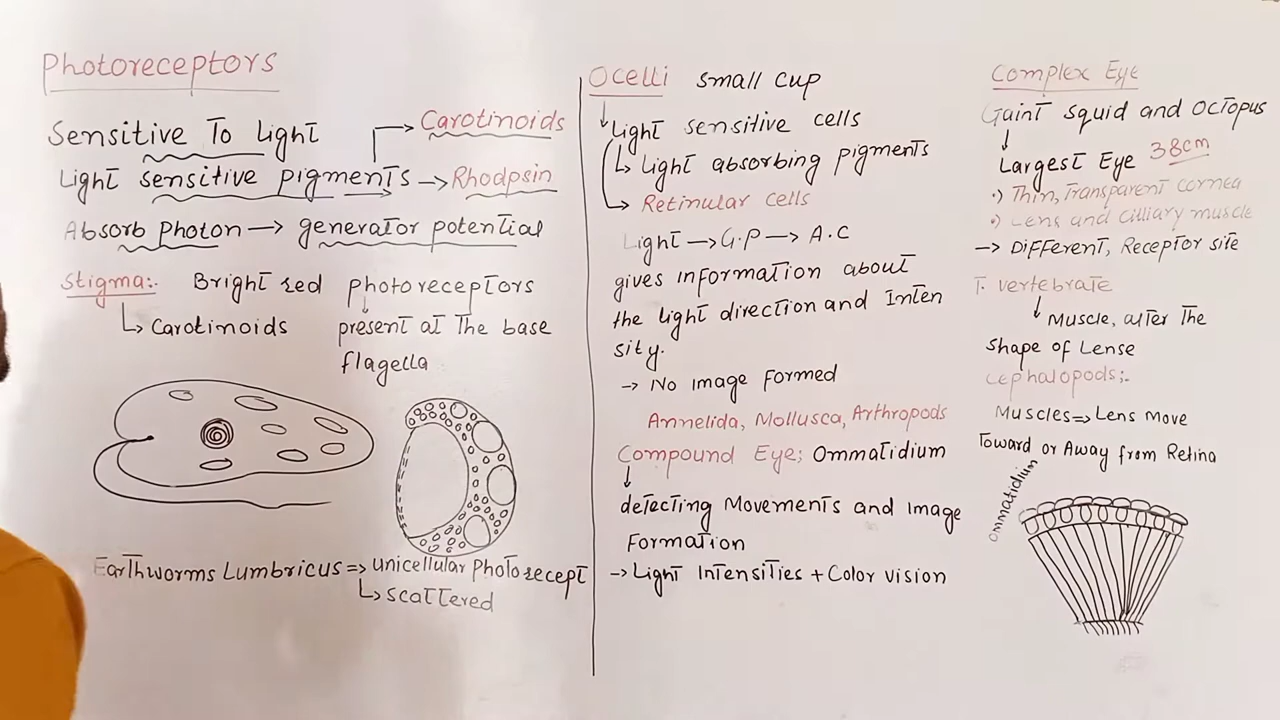 Photoreceptors
Sensitive To Light
Carotinoids
Light sensitive pigments → Rhodpsin
Absorb Photon → generator potential
Stigma:. Bright red photoreceptors
↳ Carotinoids present at The base
flagella
Earthworms Lumbricus ⇒ unicellular Photorecept
↳ scattered
Ocelli small cup
Light sensitive cells
↳ Light absorbing pigments
→ Retinular cells
Light → G.P → A.C
gives information about
the light direction and Inten
sity.
→ No image formed
Annelida, Mollusca, Arthropods
Compound Eye; Ommatidium
detecting Movements and Image
Formation
→ Light Intensities + Color vision
Complex Eye
Gaint squid and Octopus
Largest Eye 38cm
·) Thin, Transparent cornea
·) Lens and cilliary muscle
→ Different, Receptor site
T. vertebrate
Muscle, alter The
shape of Lense
cephalopods;.
Muscles ⇒ Lens move
Toward or Away from Retina
Ommatidium